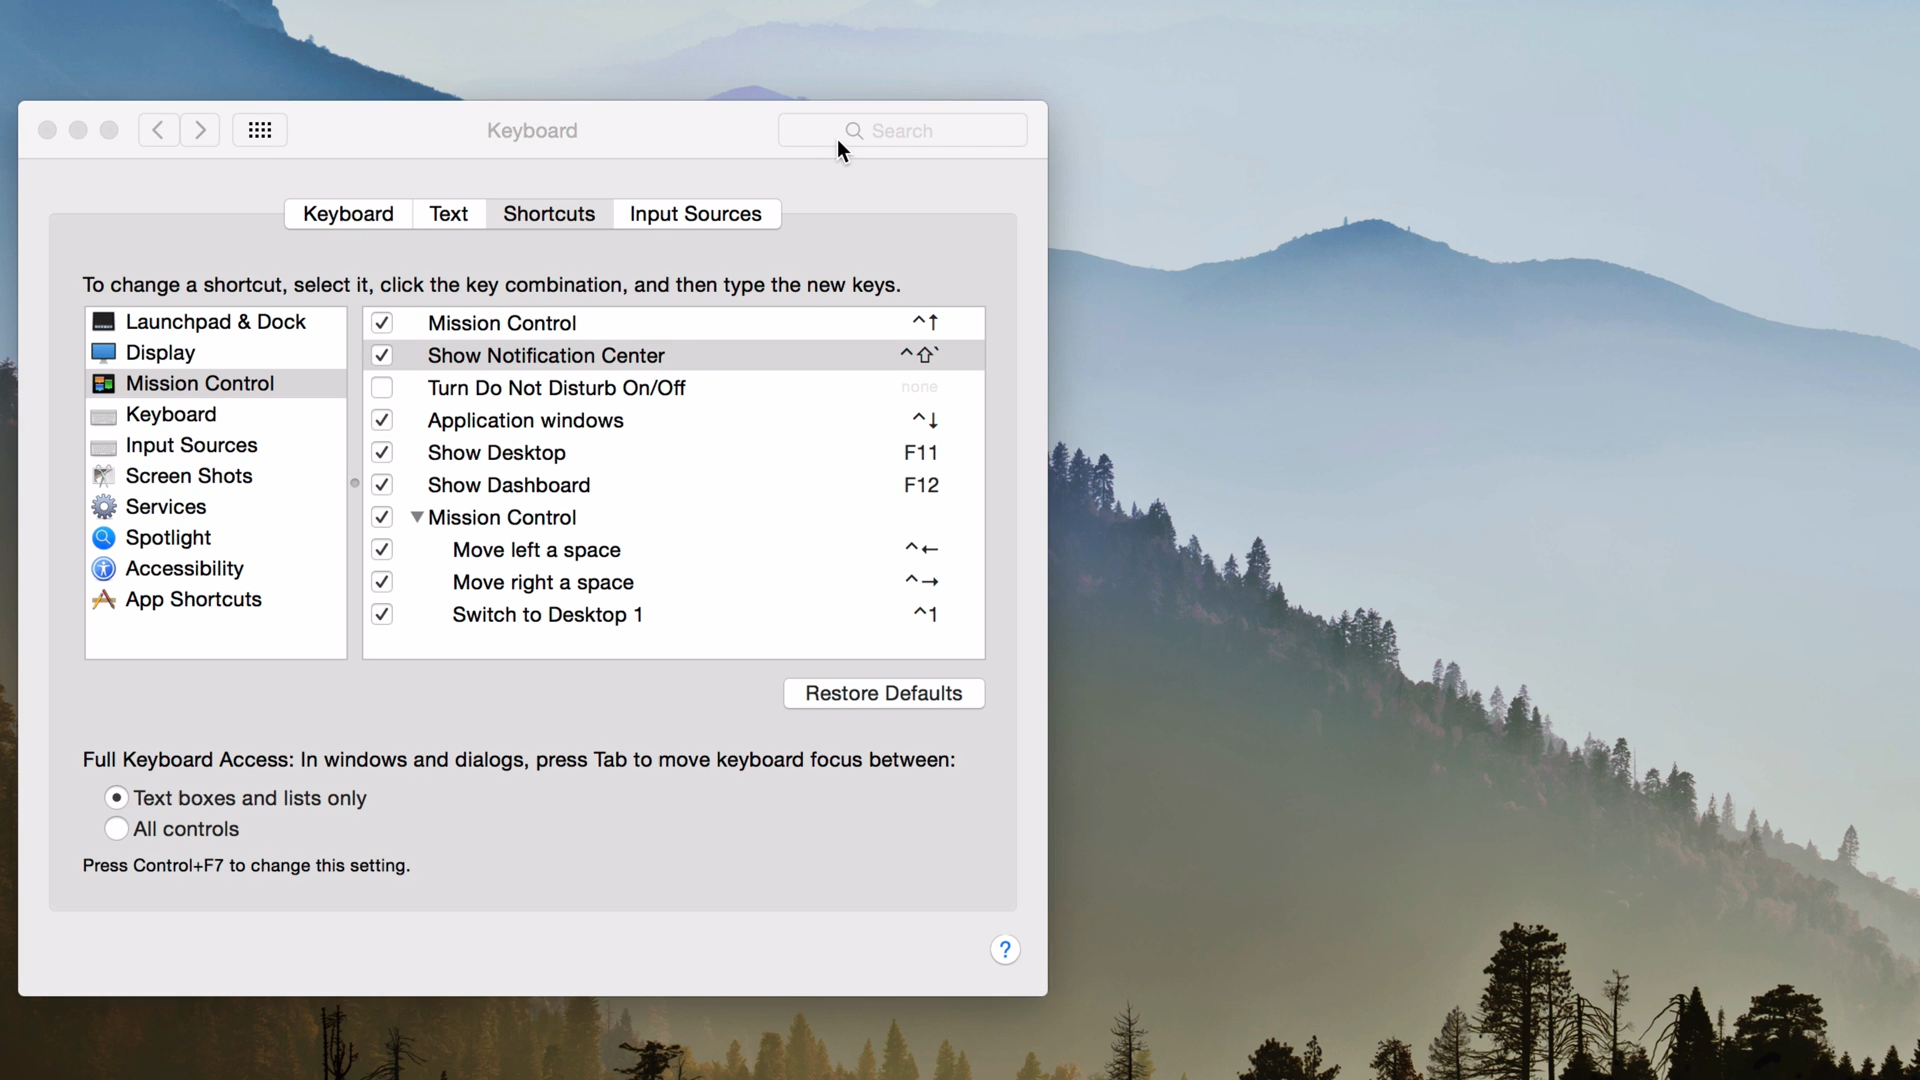 Keyboard
Search
Keyboard Text Shortcuts Input Sources
To change a shortcut, select it, click the key combination, and then type the new keys.
Launchpad & Dock
Display
Mission Control
Keyboard
Input Sources
Screen Shots
Services
Spotlight
Accessibility
App Shortcuts
Mission Control ^↑
Show Notification Center ^⇧`
Turn Do Not Disturb On/Off none
Application windows ^↓
Show Desktop F11
Show Dashboard F12
Mission Control
Move left a space ^←
Move right a space ^→
Switch to Desktop 1 ^1
Restore Defaults
Full Keyboard Access: In windows and dialogs, press Tab to move keyboard focus between:
Text boxes and lists only
All controls
Press Control+F7 to change this setting.
?